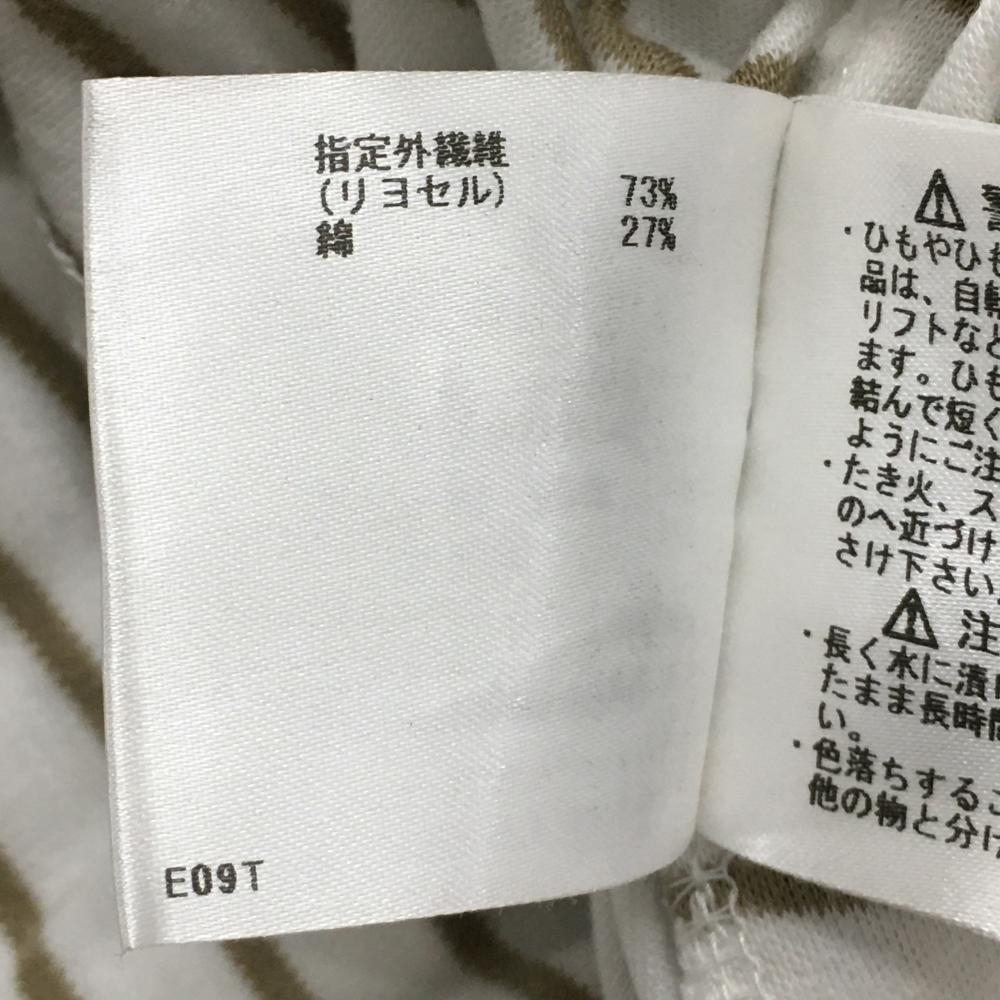 指定外繊維
(リヨセル) 73%
綿 27%
E09T
⚠
・ひもやひも
品は、自転
リフトなど
ます。ひも
結んで短く
ようにご注
・たき火、ス
のへ近づけ
さけ下さい
⚠ 注
・長く水に漬
たまま長時間
い。
・色落ちするこ
他の物と分け